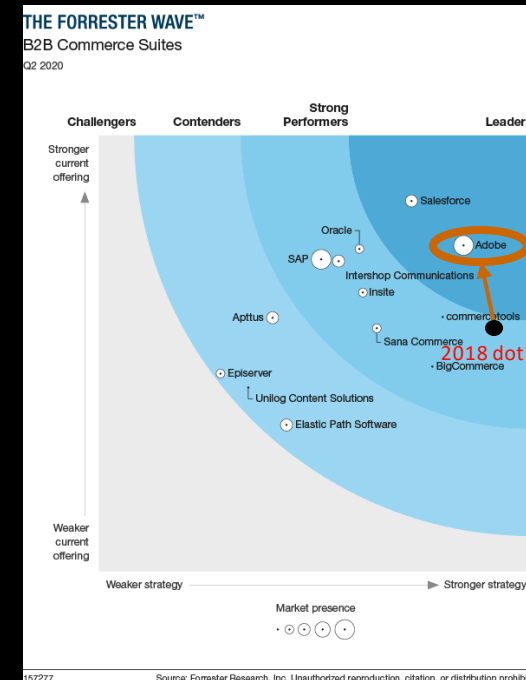 THE FORRESTER WAVE™
B2B Commerce Suites
Q2 2020
Challengers
Contenders
Strong
Performers
Leader
Stronger
current
offering
Salesforce
Oracle
Adobe
SAP
Intershop Communications
Insite
Apttus
commercetools
Sana Commerce
2018 dot
BigCommerce
Episerver
Unilog Content Solutions
Elastic Path Software
Weaker
current
offering
Weaker strategy
Stronger strategy
Market presence
157277
Source: Forrester Research, Inc. Unauthorized reproduction, citation, or distribution prohib